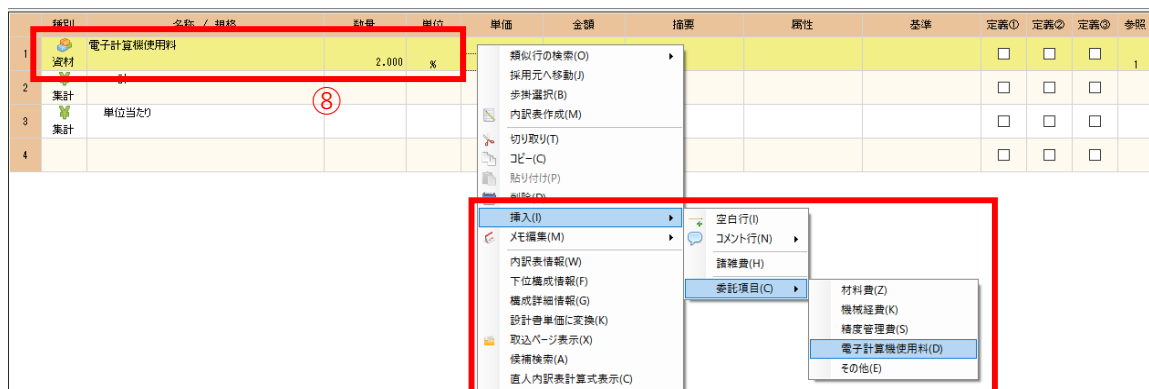 種別 名称 / 規格 数量 単位 単価 金額 摘要 属性 基準 定義① 定義② 定義③ 参照
1 資材 電子計算機使用料 2.000 % 1
2 集計 計
3 集計 単位当たり
4
⑧
類似行の検索(O)
採用元へ移動(J)
歩掛選択(B)
内訳表作成(M)
切り取り(T)
コピー(C)
貼り付け(P)
削除(D)
挿入(I)
メモ編集(M)
内訳表情報(W)
下位構成情報(F)
構成詳細情報(G)
設計書単価に変換(K)
取込ページ表示(X)
候補検索(A)
直人内訳表計算式表示(C)
空白行(I)
コメント行(N)
諸雑費(H)
委託項目(C)
材料費(Z)
機械経費(K)
精度管理費(S)
電子計算機使用料(D)
その他(E)